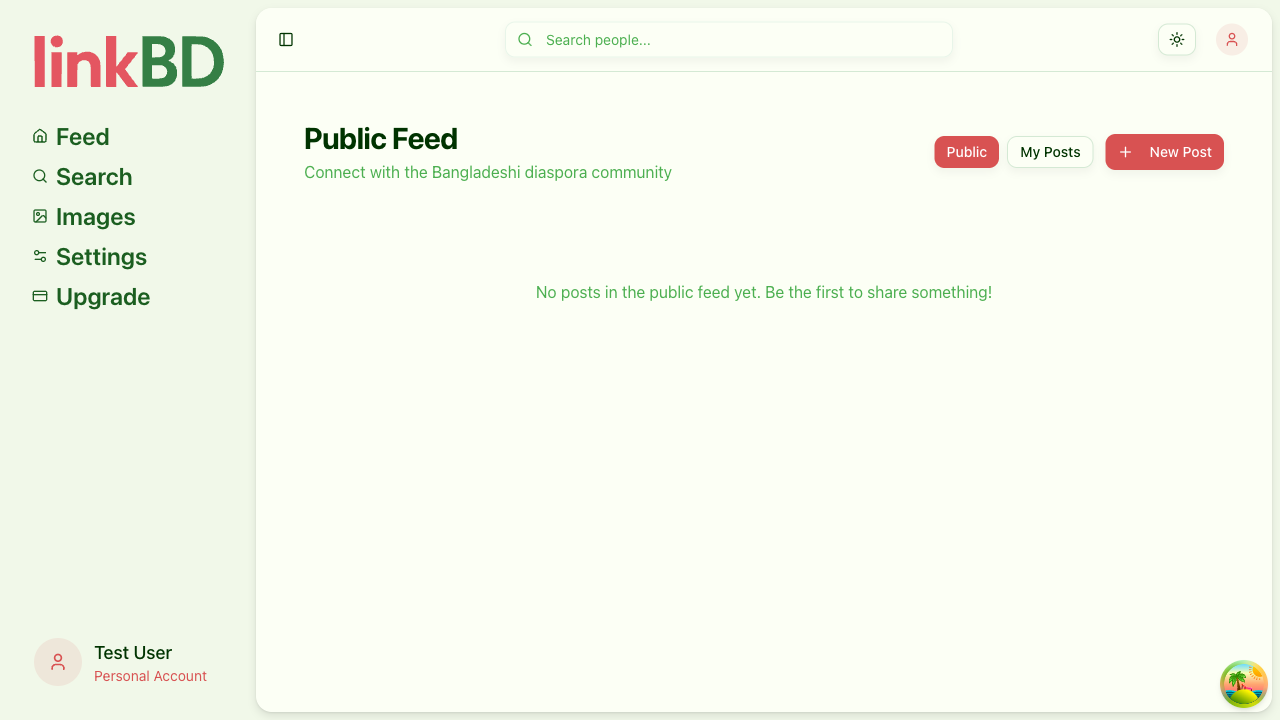 linkBD
Feed
Search
Images
Settings
Upgrade
Test User
Personal Account
Search people...
Public Feed
Connect with the Bangladeshi diaspora community
Public
My Posts
New Post
No posts in the public feed yet. Be the first to share something!